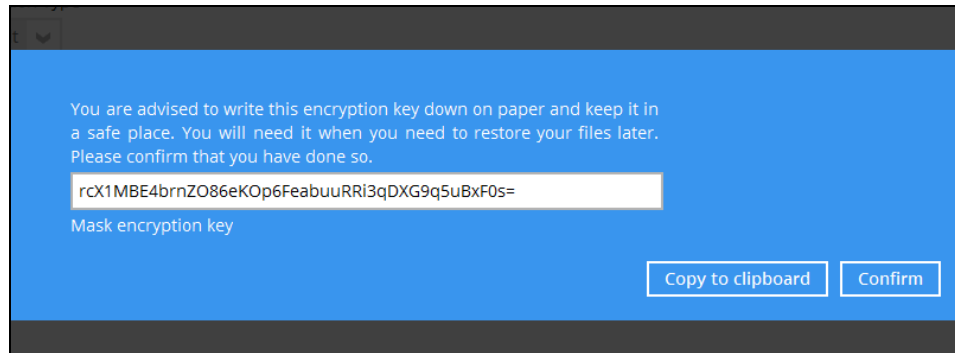 t
You are advised to write this encryption key down on paper and keep it in
a safe place. You will need it when you need to restore your files later.
Please confirm that you have done so.
rcX1MBE4brnZO86eKOp6FeabuuRRi3qDXG9q5uBxF0s=
Mask encryption key
Copy to clipboard Confirm